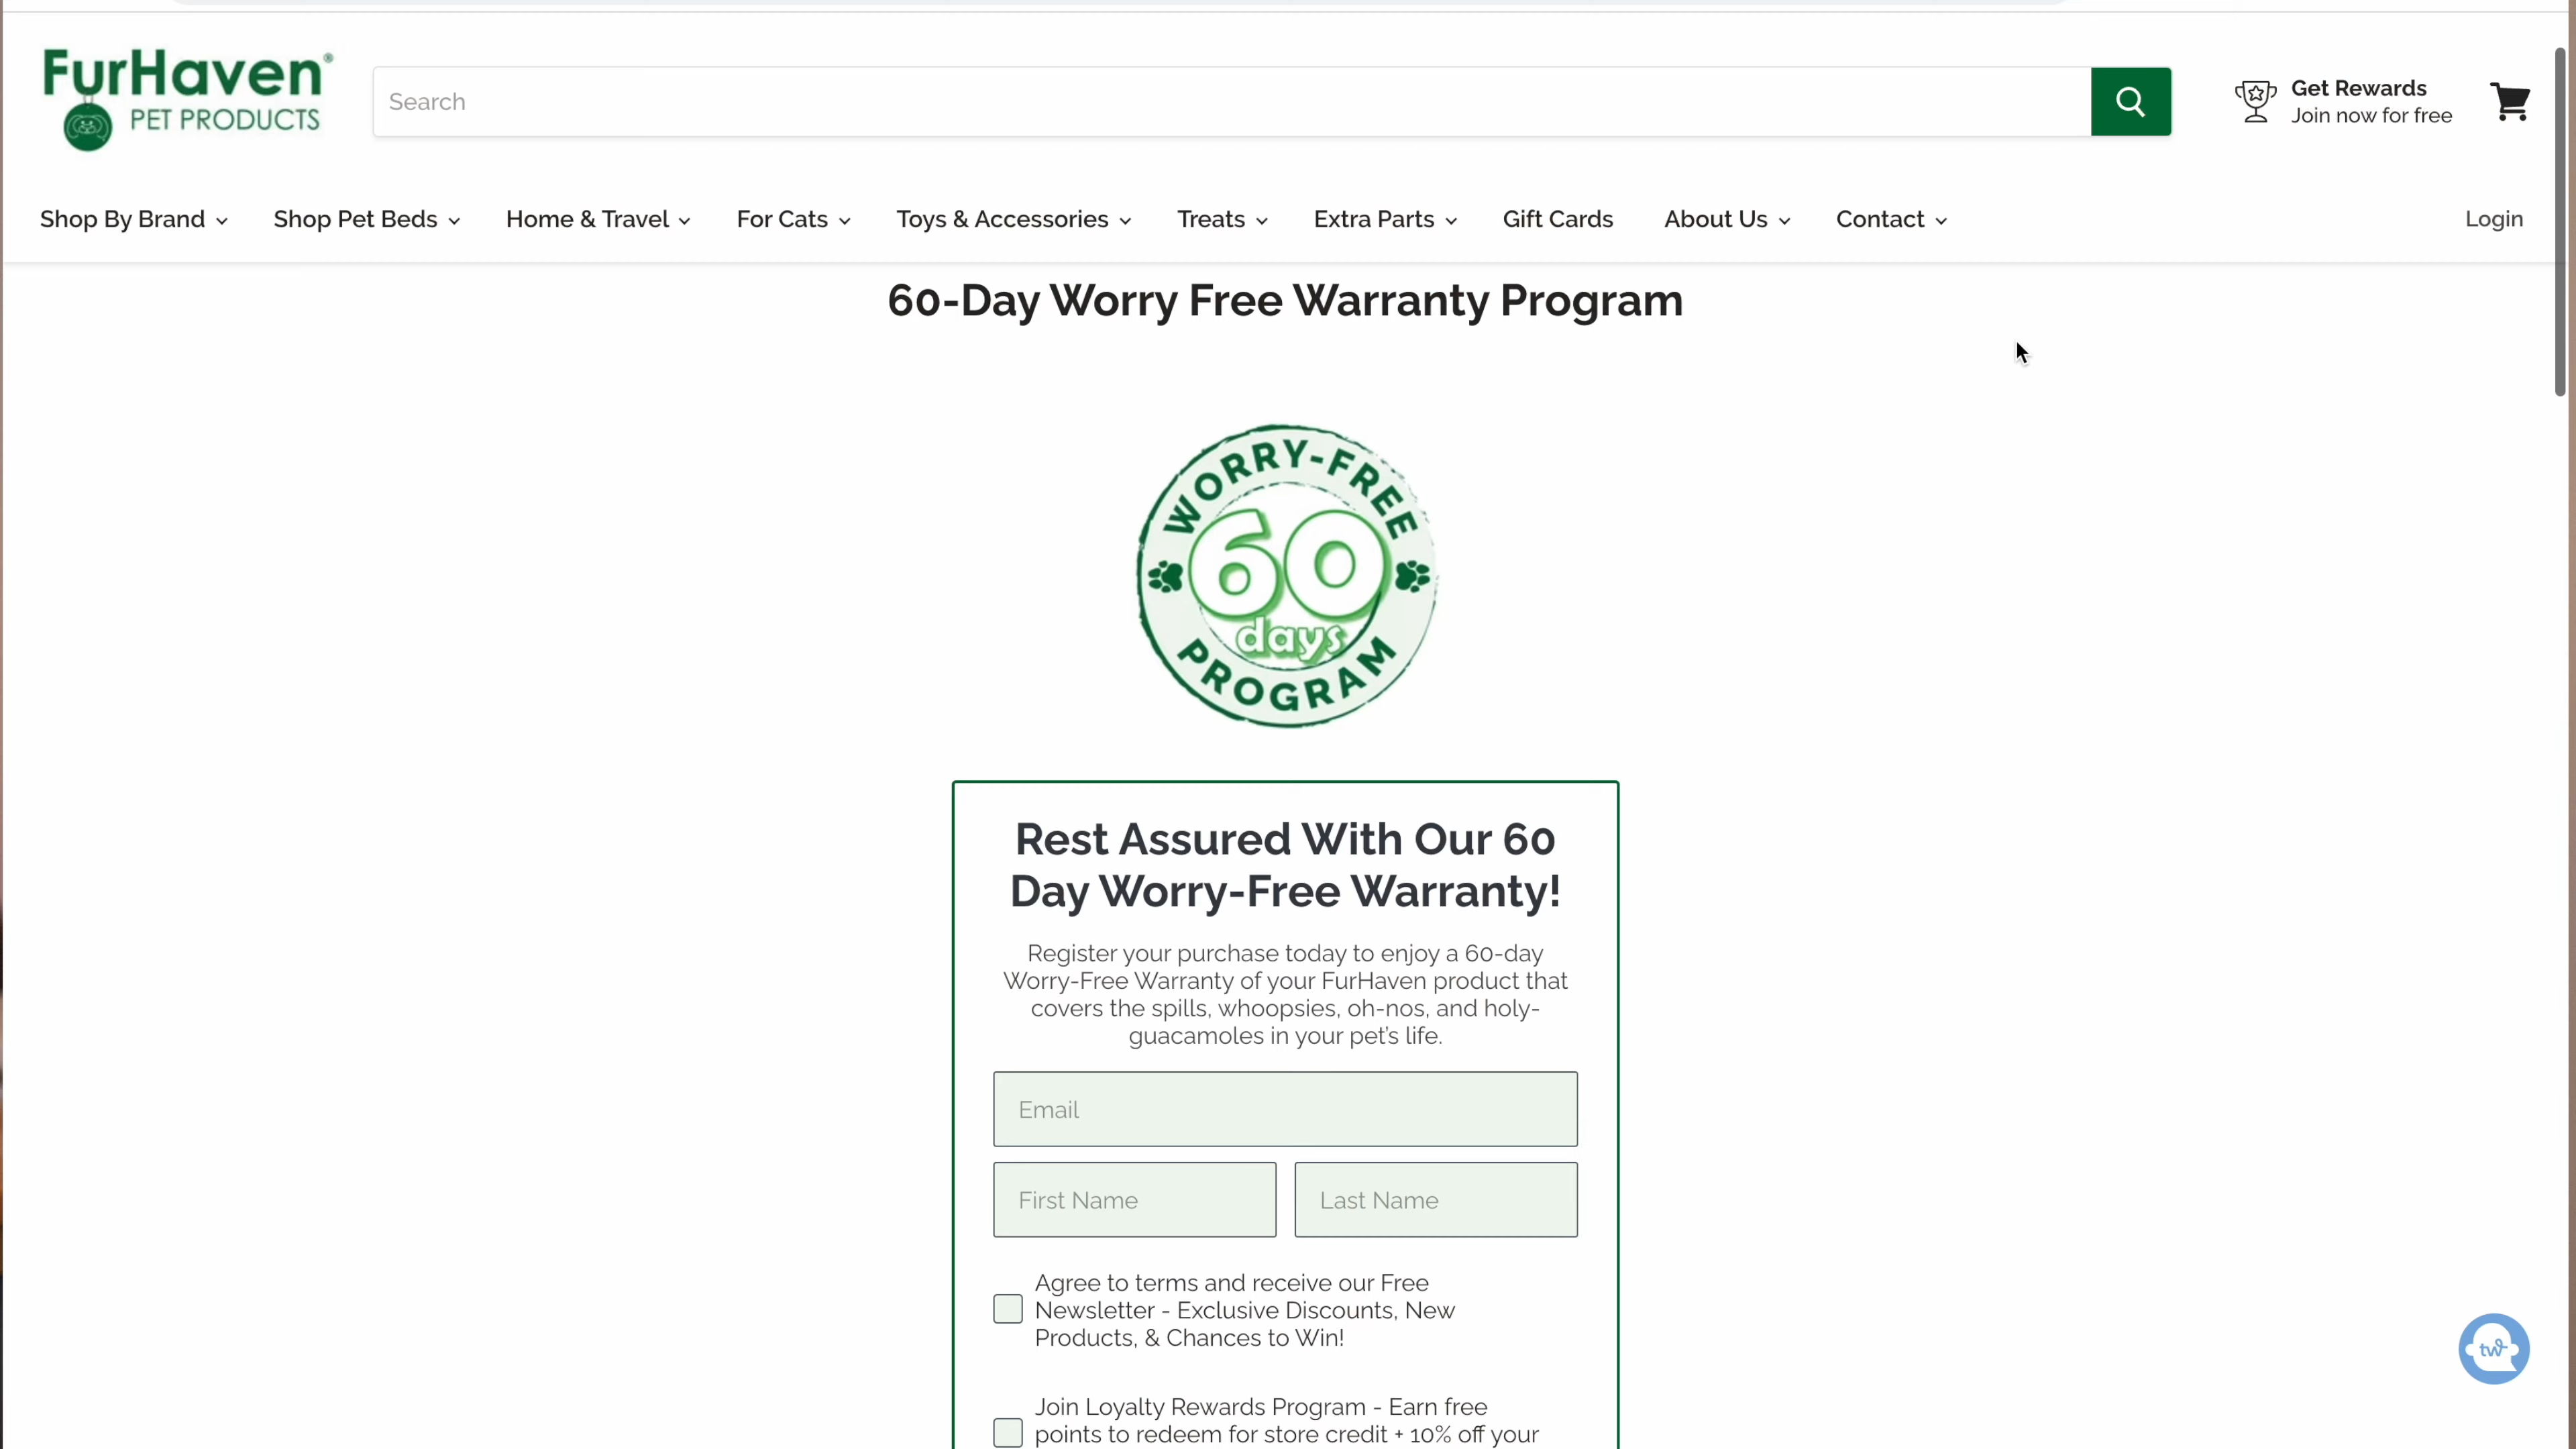 FurHaven®
PET PRODUCTS
Search
Get Rewards
Join now for free
Shop By Brand
Shop Pet Beds
Home & Travel
For Cats
Toys & Accessories
Treats
Extra Parts
Gift Cards
About Us
Contact
Login
60-Day Worry Free Warranty Program
WORRY-FREE
60
days
PROGRAM
Rest Assured With Our 60
Day Worry-Free Warranty!
Register your purchase today to enjoy a 60-day
Worry-Free Warranty of your FurHaven product that
covers the spills, whoopsies, oh-nos, and holy-
guacamoles in your pet's life.
Email
First Name
Last Name
Agree to terms and receive our Free
Newsletter - Exclusive Discounts, New
Products, & Chances to Win!
Join Loyalty Rewards Program - Earn free
points to redeem for store credit + 10% off your
tw